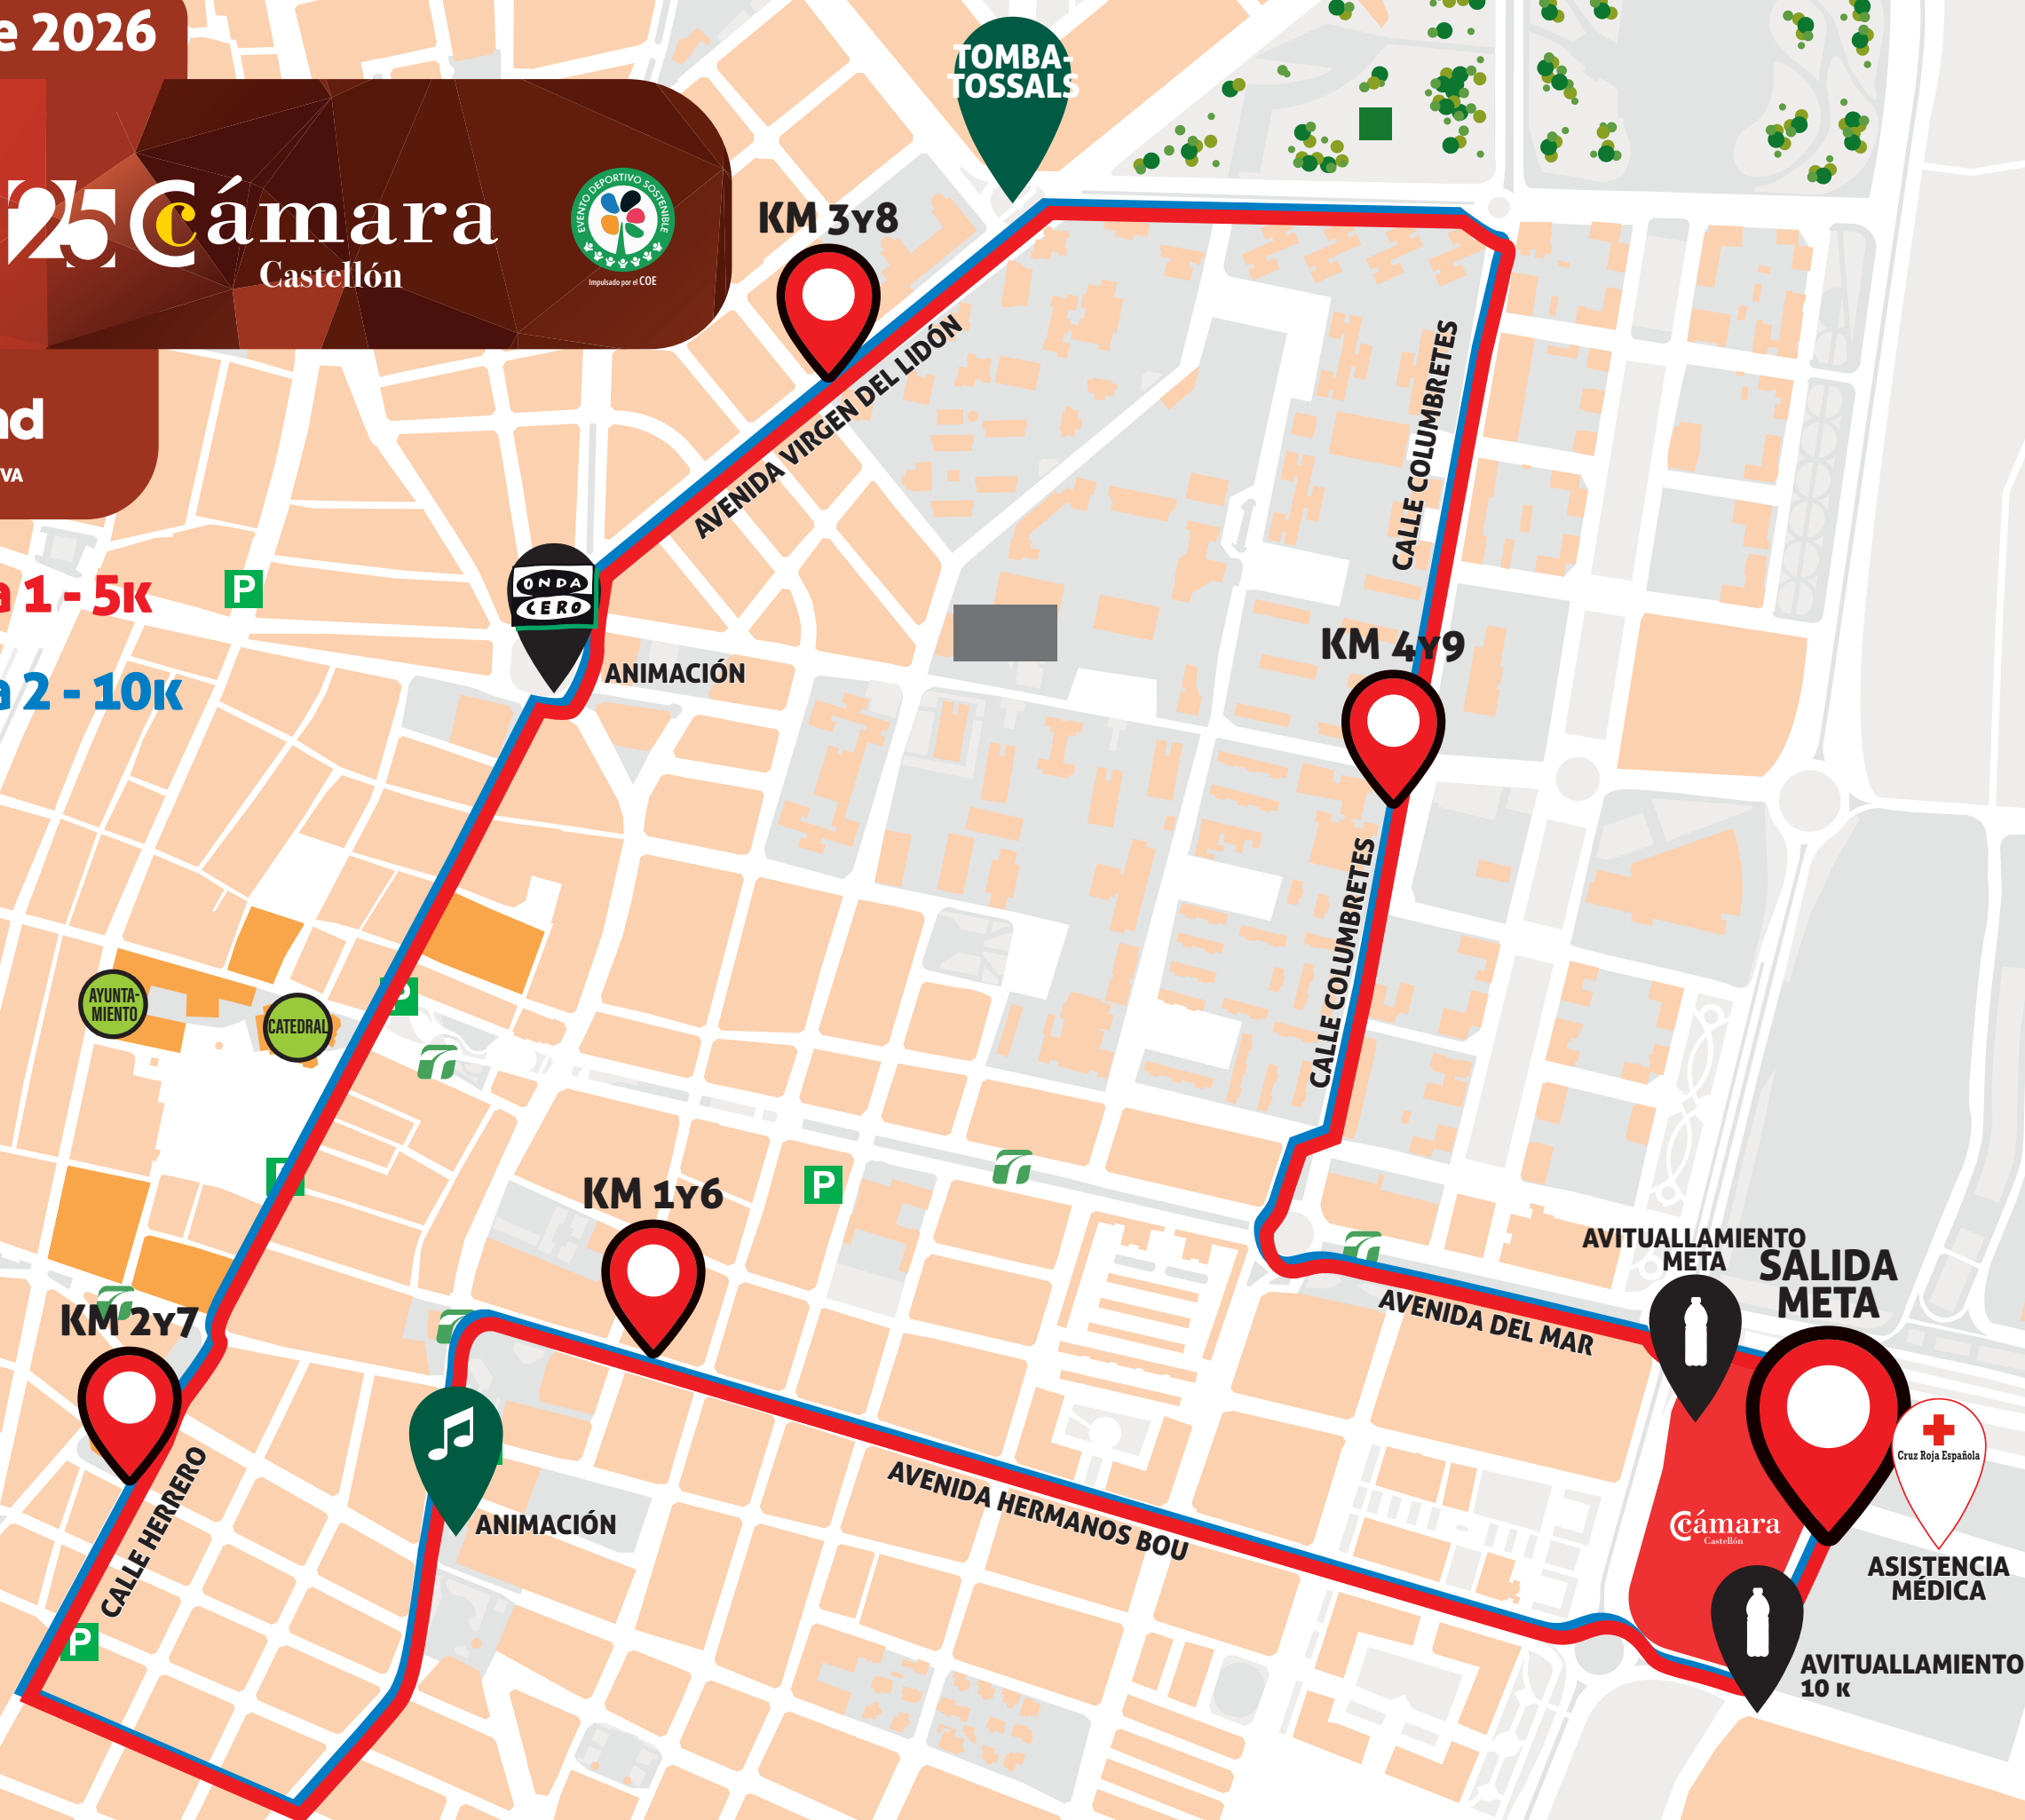 e 2026
TOMBA-
TOSSALS
25 Cámara
Castellón
EVENTO DEPORTIVO SOSTENIBLE
Impulsado por el COE
KM 3Y8
AVENIDA VIRGEN DEL LIDÓN
CALLE COLUMBRETES
nd
VA
a 1 - 5K
P
ONDA
CERO
ANIMACIÓN
KM 4Y9
a 2 - 10K
CALLE COLUMBRETES
AYUNTA-
MIENTO
CATEDRAL
P
P
KM 1Y6
P
AVITUALLAMIENTO
META
SALIDA
META
KM 2Y7
AVENIDA DEL MAR
Cruz Roja Española
CALLE HERRERO
AVENIDA HERMANOS BOU
ANIMACIÓN
Cámara
Castellón
ASISTENCIA
MÉDICA
P
AVITUALLAMIENTO
10 K